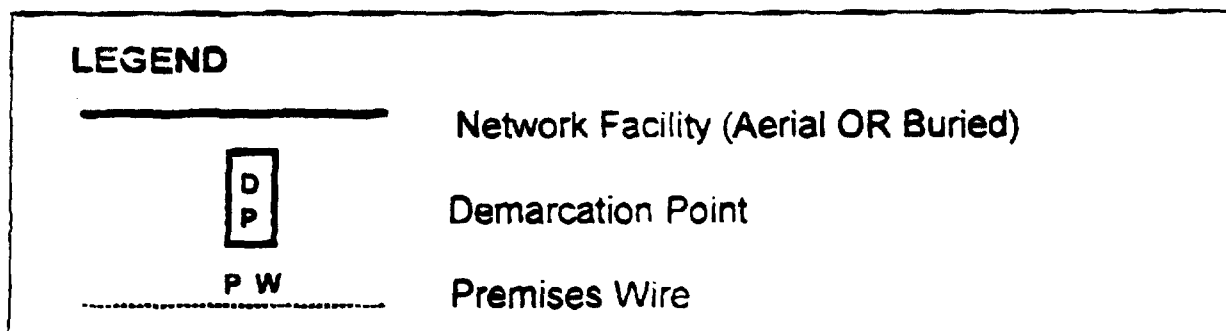 LEGEND
Network Facility (Aerial OR Buried)
D
P
Demarcation Point
P W
Premises Wire